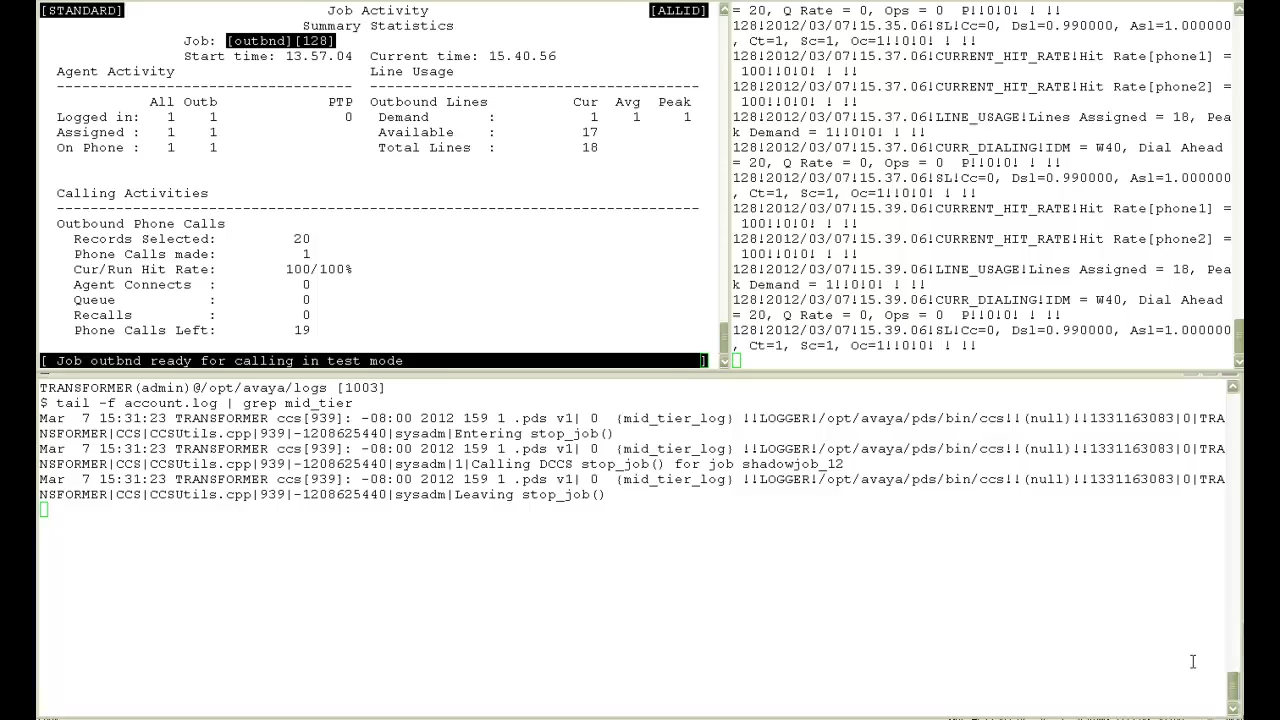 [STANDARD] Job Activity [ALLID]
Summary Statistics
Job: [outbnd][128]
Start time: 13.57.04 Current time: 15.40.56
Agent Activity Line Usage
------------------------------------- ---------------------------------------
All Outb PTP Outbound Lines Cur Avg Peak
Logged in: 1 1 0 Demand : 1 1 1
Assigned : 1 1 Available : 17
On Phone : 1 1 Total Lines : 18
Calling Activities
----------------------------------------------------------------------------
Outbound Phone Calls
Records Selected: 20
Phone Calls made: 1
Cur/Run Hit Rate: 100/100%
Agent Connects : 0
Queue : 0
Recalls : 0
Phone Calls Left: 19
[ Job outbnd ready for calling in test mode ]
= 20, Q Rate = 0, Ops = 0 P!!0!0! ! !!
128!2012/03/07!15.35.06!SL!Cc=0, Dsl=0.990000, Asl=1.000000
, Ct=1, Sc=1, Oc=1!!0!0! ! !!
128!2012/03/07!15.37.06!CURRENT_HIT_RATE!Hit Rate[phone1] =
100!!0!0! ! !!
128!2012/03/07!15.37.06!CURRENT_HIT_RATE!Hit Rate[phone2] =
100!!0!0! ! !!
128!2012/03/07!15.37.06!LINE_USAGE!Lines Assigned = 18, Pea
k Demand = 1!!0!0! ! !!
128!2012/03/07!15.37.06!CURR_DIALING!IDM = W40, Dial Ahead
= 20, Q Rate = 0, Ops = 0 P!!0!0! ! !!
128!2012/03/07!15.37.06!SL!Cc=0, Dsl=0.990000, Asl=1.000000
, Ct=1, Sc=1, Oc=1!!0!0! ! !!
128!2012/03/07!15.39.06!CURRENT_HIT_RATE!Hit Rate[phone1] =
100!!0!0! ! !!
128!2012/03/07!15.39.06!CURRENT_HIT_RATE!Hit Rate[phone2] =
100!!0!0! ! !!
128!2012/03/07!15.39.06!LINE_USAGE!Lines Assigned = 18, Pea
k Demand = 1!!0!0! ! !!
128!2012/03/07!15.39.06!CURR_DIALING!IDM = W40, Dial Ahead
= 20, Q Rate = 0, Ops = 0 P!!0!0! ! !!
128!2012/03/07!15.39.06!SL!Cc=0, Dsl=0.990000, Asl=1.000000
, Ct=1, Sc=1, Oc=1!!0!0! ! !!
TRANSFORMER(admin)@/opt/avaya/logs [1003]
$ tail -f account.log | grep mid_tier
Mar 7 15:31:23 TRANSFORMER ccs[939]: -08:00 2012 159 1 .pds v1| 0 {mid_tier_log} !!LOGGER!/opt/avaya/pds/bin/ccs!!(null)!!1331163083|0|TRA
NSFORMER|CCS|CCSUtils.cpp|939|-1208625440|sysadm|Entering stop_job()
Mar 7 15:31:23 TRANSFORMER ccs[939]: -08:00 2012 159 1 .pds v1| 0 {mid_tier_log} !!LOGGER!/opt/avaya/pds/bin/ccs!!(null)!!1331163083|0|TRA
NSFORMER|CCS|CCSUtils.cpp|939|-1208625440|sysadm|1|Calling DCCS stop_job() for job shadowjob_12
Mar 7 15:31:23 TRANSFORMER ccs[939]: -08:00 2012 159 1 .pds v1| 0 {mid_tier_log} !!LOGGER!/opt/avaya/pds/bin/ccs!!(null)!!1331163083|0|TRA
NSFORMER|CCS|CCSUtils.cpp|939|-1208625440|sysadm|Leaving stop_job()